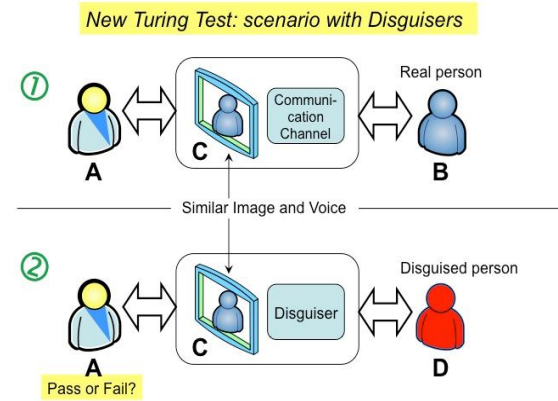 New Turing Test: scenario with Disguisers
①
Real person
Communi-
cation
Channel
C
A
B
Similar Image and Voice
②
Disguised person
Disguiser
C
A
D
Pass or Fail?